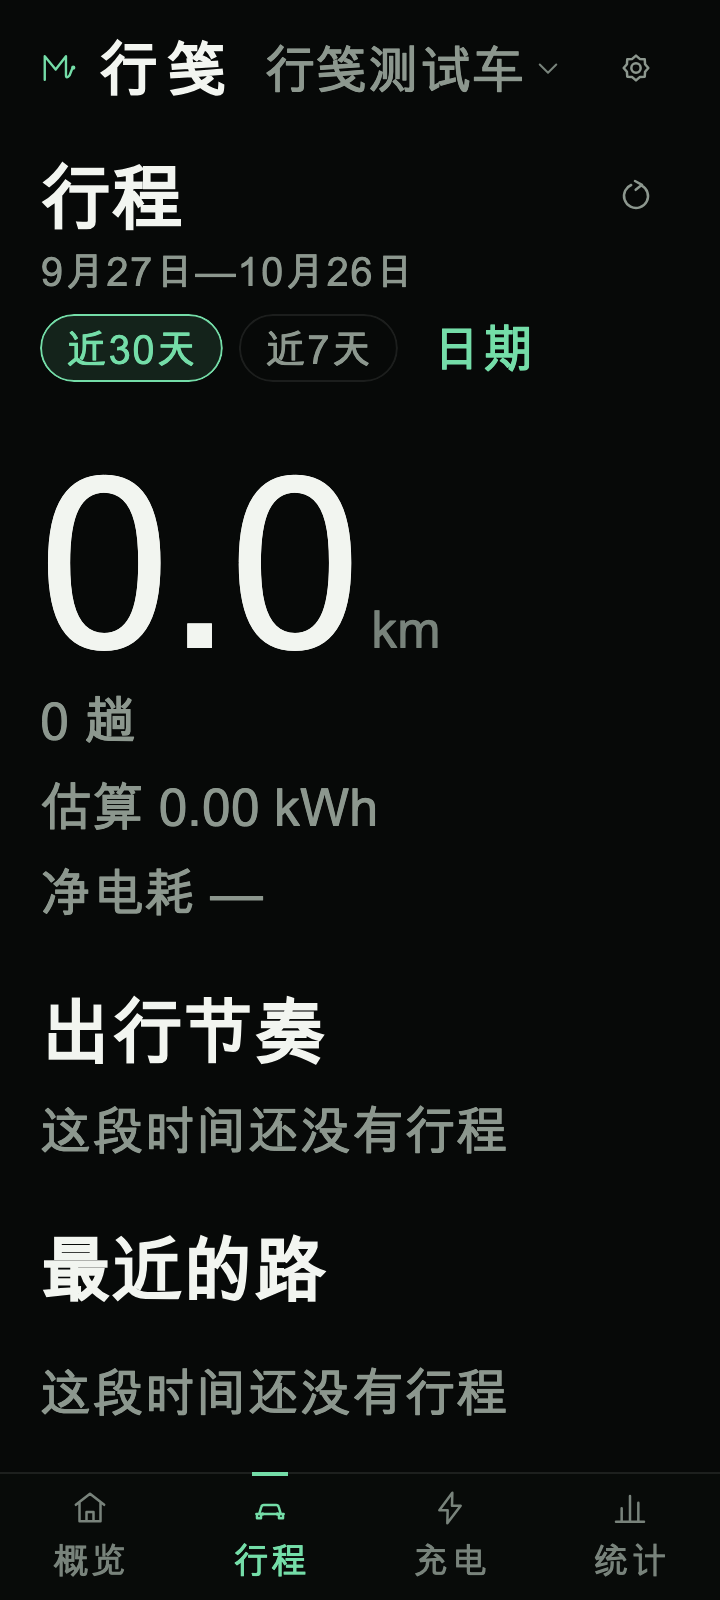 行笺 行笺测试车
行程
9月27日—10月26日
近30天 近7天 日期
0.0 km
0 趟
估算 0.00 kWh
净电耗 —
出行节奏
这段时间还没有行程
最近的路
这段时间还没有行程
概览 行程 充电 统计